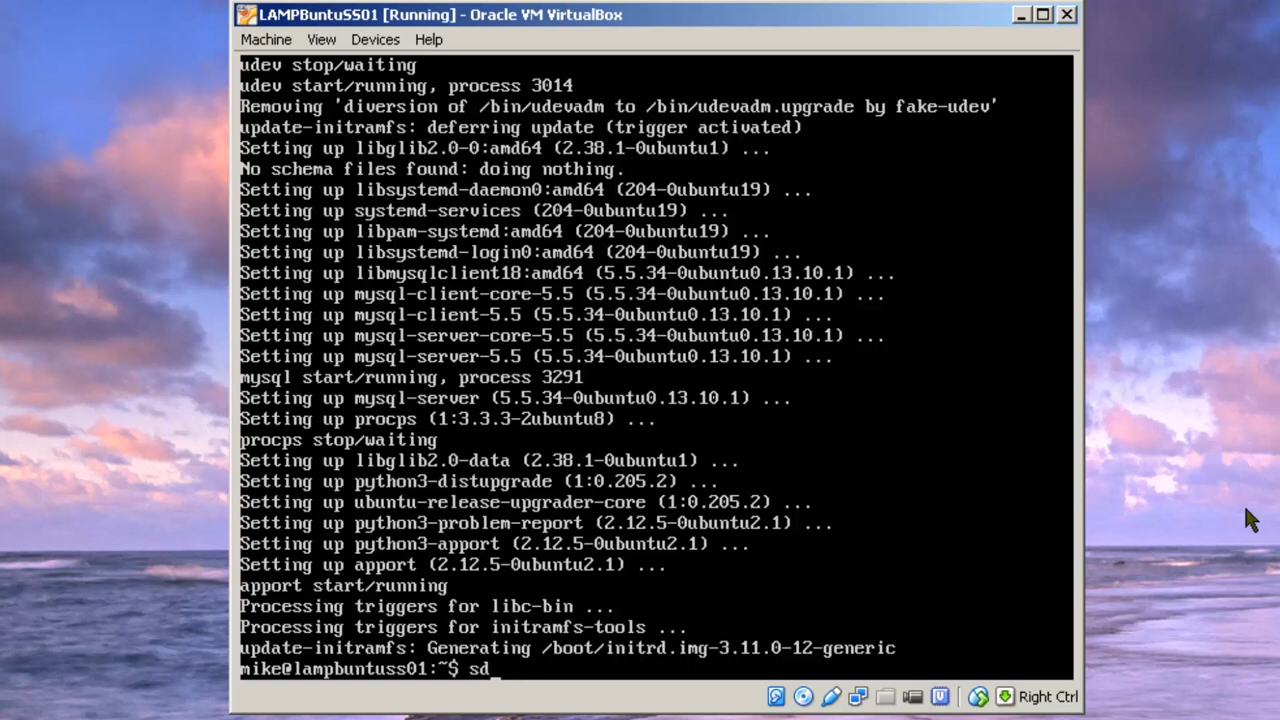 LAMPBuntuSS01 [Running] - Oracle VM VirtualBox
Machine View Devices Help
udev stop/waiting
udev start/running, process 3014
Removing 'diversion of /bin/udevadm to /bin/udevadm.upgrade by fake-udev'
update-initramfs: deferring update (trigger activated)
Setting up libglib2.0-0:amd64 (2.38.1-0ubuntu1) ...
No schema files found: doing nothing.
Setting up libsystemd-daemon0:amd64 (204-0ubuntu19) ...
Setting up systemd-services (204-0ubuntu19) ...
Setting up libpam-systemd:amd64 (204-0ubuntu19) ...
Setting up libsystemd-login0:amd64 (204-0ubuntu19) ...
Setting up libmysqlclient18:amd64 (5.5.34-0ubuntu0.13.10.1) ...
Setting up mysql-client-core-5.5 (5.5.34-0ubuntu0.13.10.1) ...
Setting up mysql-client-5.5 (5.5.34-0ubuntu0.13.10.1) ...
Setting up mysql-server-core-5.5 (5.5.34-0ubuntu0.13.10.1) ...
Setting up mysql-server-5.5 (5.5.34-0ubuntu0.13.10.1) ...
mysql start/running, process 3291
Setting up mysql-server (5.5.34-0ubuntu0.13.10.1) ...
Setting up procps (1:3.3.3-2ubuntu8) ...
procps stop/waiting
Setting up libglib2.0-data (2.38.1-0ubuntu1) ...
Setting up python3-distupgrade (1:0.205.2) ...
Setting up ubuntu-release-upgrader-core (1:0.205.2) ...
Setting up python3-problem-report (2.12.5-0ubuntu2.1) ...
Setting up python3-apport (2.12.5-0ubuntu2.1) ...
Setting up apport (2.12.5-0ubuntu2.1) ...
apport start/running
Processing triggers for libc-bin ...
Processing triggers for initramfs-tools ...
update-initramfs: Generating /boot/initrd.img-3.11.0-12-generic
mike@lampbuntuss01:~$ sd_
Right Ctrl